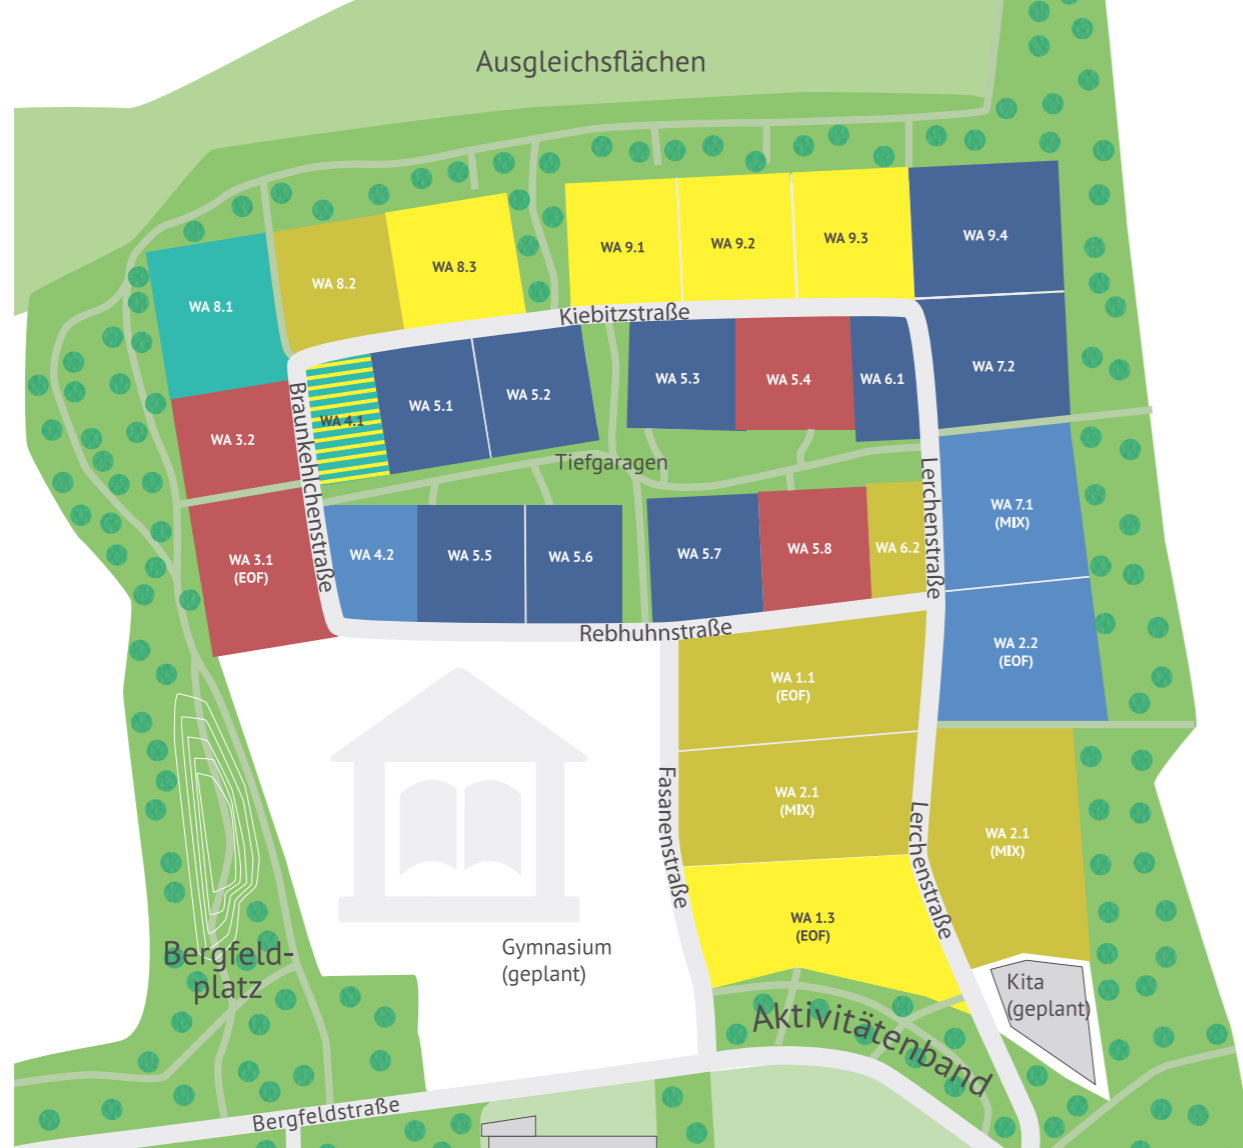 Ausgleichsflächen
WA 9.1
WA 9.2
WA 9.3
WA 9.4
WA 8.1
WA 8.2
WA 8.3
Kiebitzstraße
WA 7.2
WA 5.3
WA 5.4
WA 6.1
WA 5.2
WA 5.1
WA 4.1
WA 3.2
Braunkehlchenstraße
Tiefgaragen
Lerchenstraße
WA 7.1
(MIX)
WA 3.1
(EOF)
WA 4.2
WA 5.5
WA 5.6
WA 5.7
WA 5.8
WA 6.2
Rebhuhnstraße
WA 2.2
(EOF)
WA 1.1
(EOF)
WA 2.1
(MIX)
WA 2.1
(MIX)
Fasanenstraße
Lerchenstraße
WA 1.3
(EOF)
Gymnasium
(geplant)
Bergfeld-
platz
Kita
(geplant)
Aktivitätenband
Bergfeldstraße